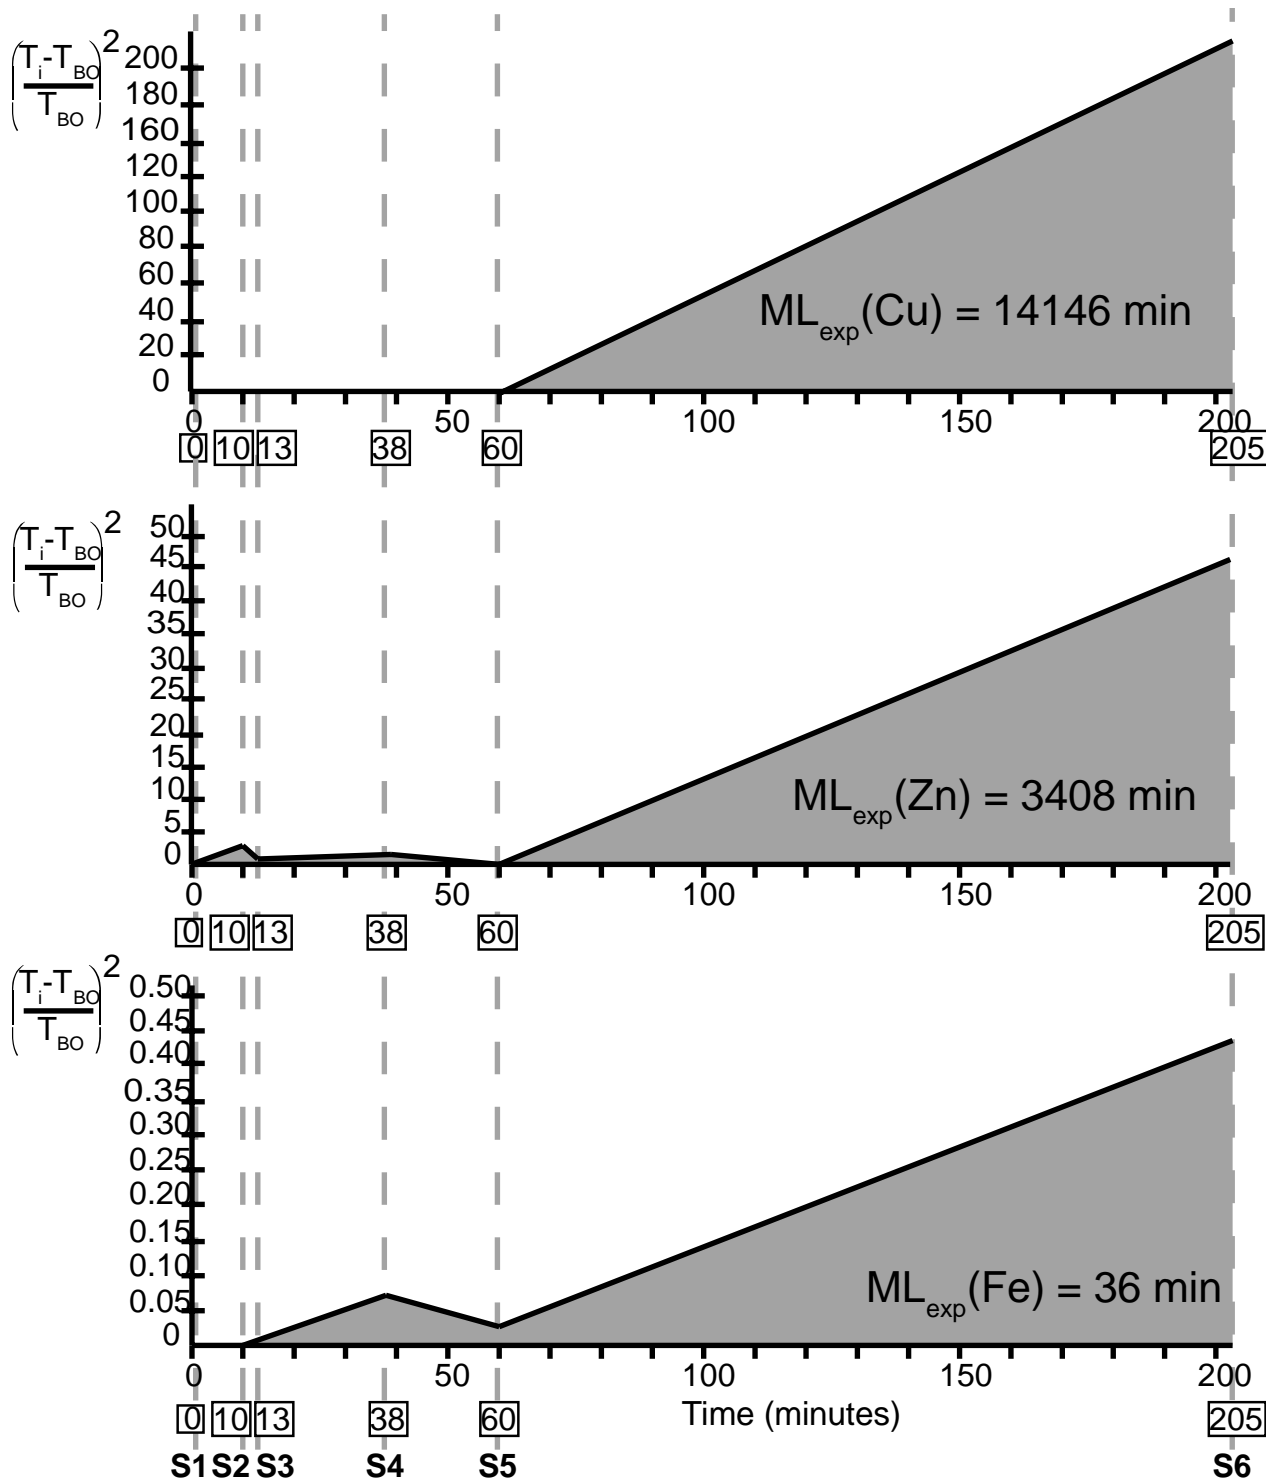 (Ti-TBO / TBO)2
200
180
160
120
100
80
60
40
20
0
MLexp(Cu) = 14146 min
0 50 100 150 200
0 10 13 38 60 205
(Ti-TBO / TBO)2
50
45
40
35
30
25
20
15
10
5
0
MLexp(Zn) = 3408 min
0 50 100 150 200
0 10 13 38 60 205
(Ti-TBO / TBO)2
0.50
0.45
0.40
0.35
0.30
0.25
0.20
0.15
0.10
0.05
0
MLexp(Fe) = 36 min
0 50 100 150 200
Time (minutes)
0 10 13 38 60 205
S1 S2 S3 S4 S5 S6